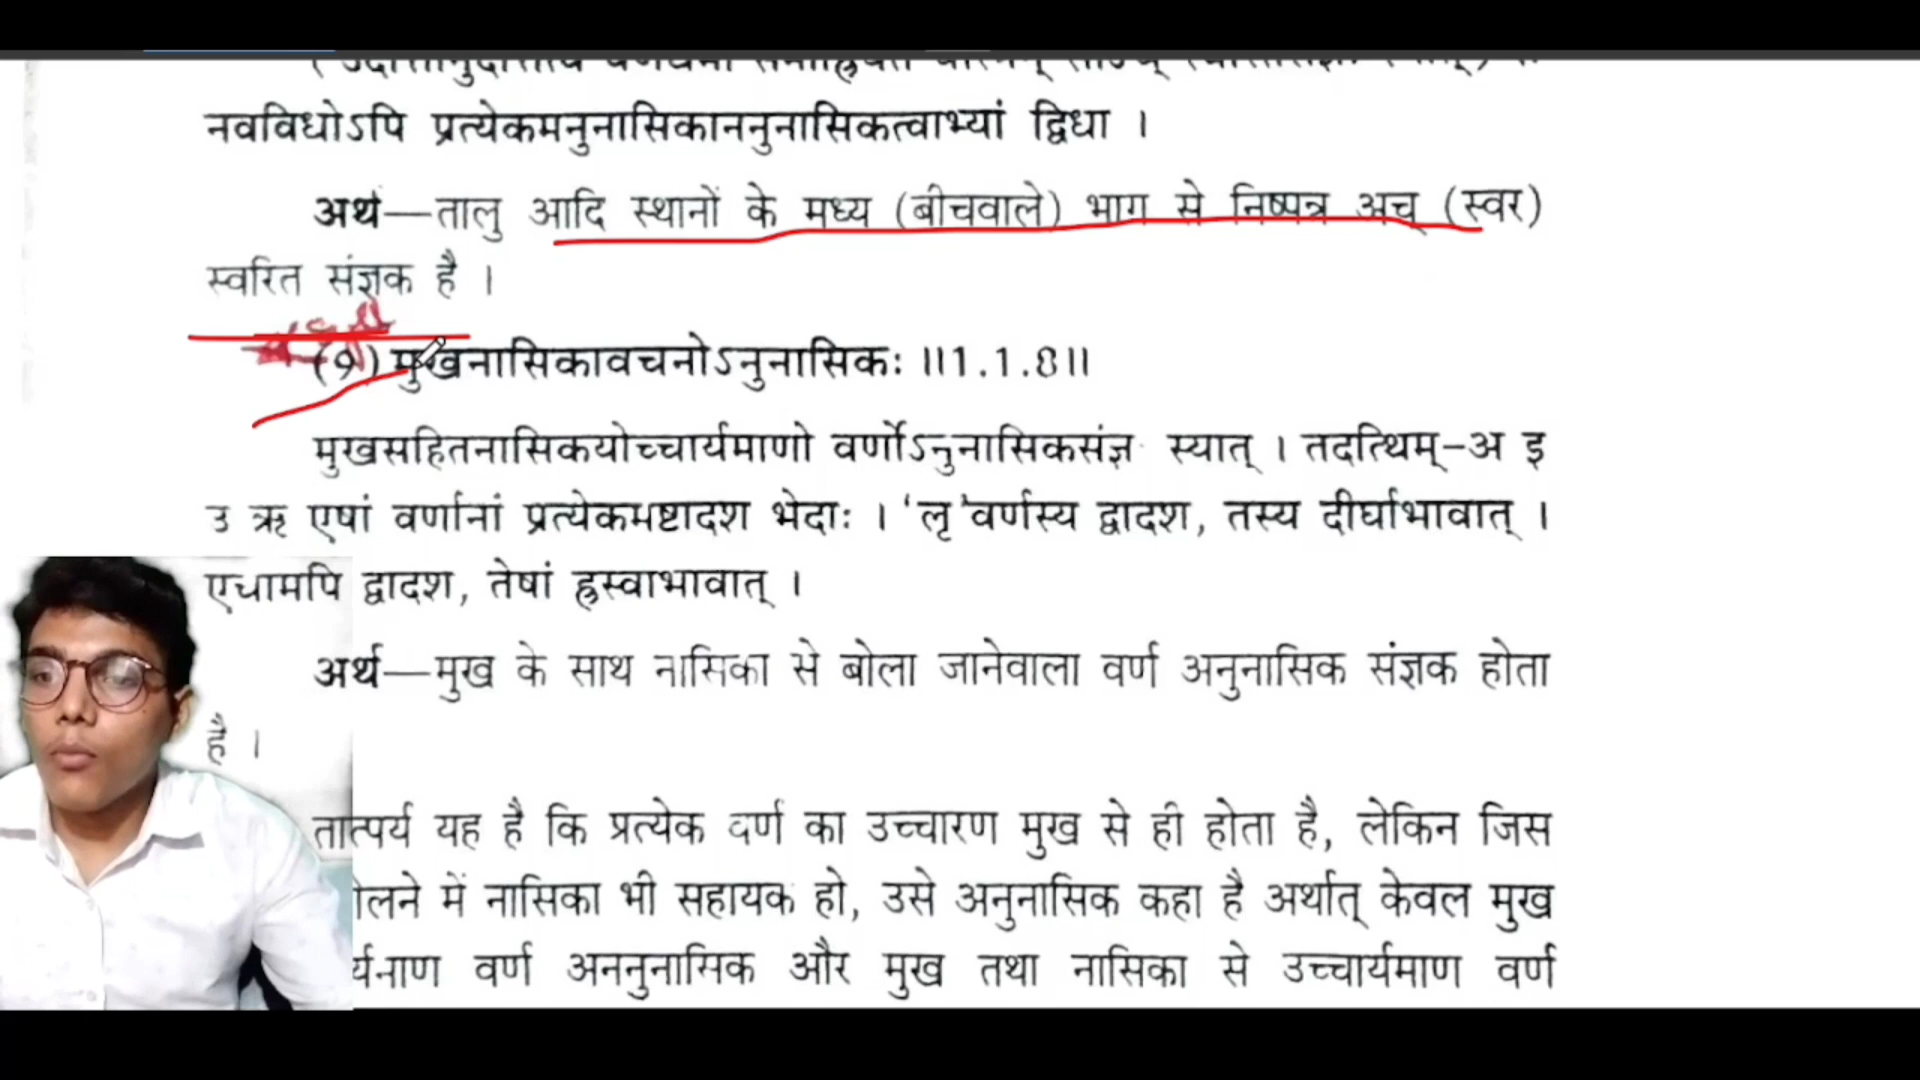 नवविधोऽपि प्रत्येकमनुनासिकाननुनासिकत्वाभ्यां द्विधा ।
अर्थ—तालु आदि स्थानों के मध्य (बीचवाले) भाग से निष्पन्न अच् (स्वर)
स्वरित संज्ञक है ।
(9) मुखनासिकावचनोऽनुनासिकः ॥1.1.8॥
मुखसहितनासिकयोच्चार्यमाणो वर्णोऽनुनासिकसंज्ञ स्यात् । तदत्थिम्-अ इ
उ ऋ एषां वर्णानां प्रत्येकमष्टादश भेदाः । 'लृ'वर्णस्य द्वादश, तस्य दीर्घाभावात् ।
एचामपि द्वादश, तेषां ह्रस्वाभावात् ।
अर्थ—मुख के साथ नासिका से बोला जानेवाला वर्ण अनुनासिक संज्ञक होता
है ।
तात्पर्य यह है कि प्रत्येक वर्ण का उच्चारण मुख से ही होता है, लेकिन जिस
में नासिका भी सहायक हो, उसे अनुनासिक कहा है अर्थात् केवल मुख
वर्ण अननुनासिक और मुख तथा नासिका से उच्चार्यमाण वर्ण